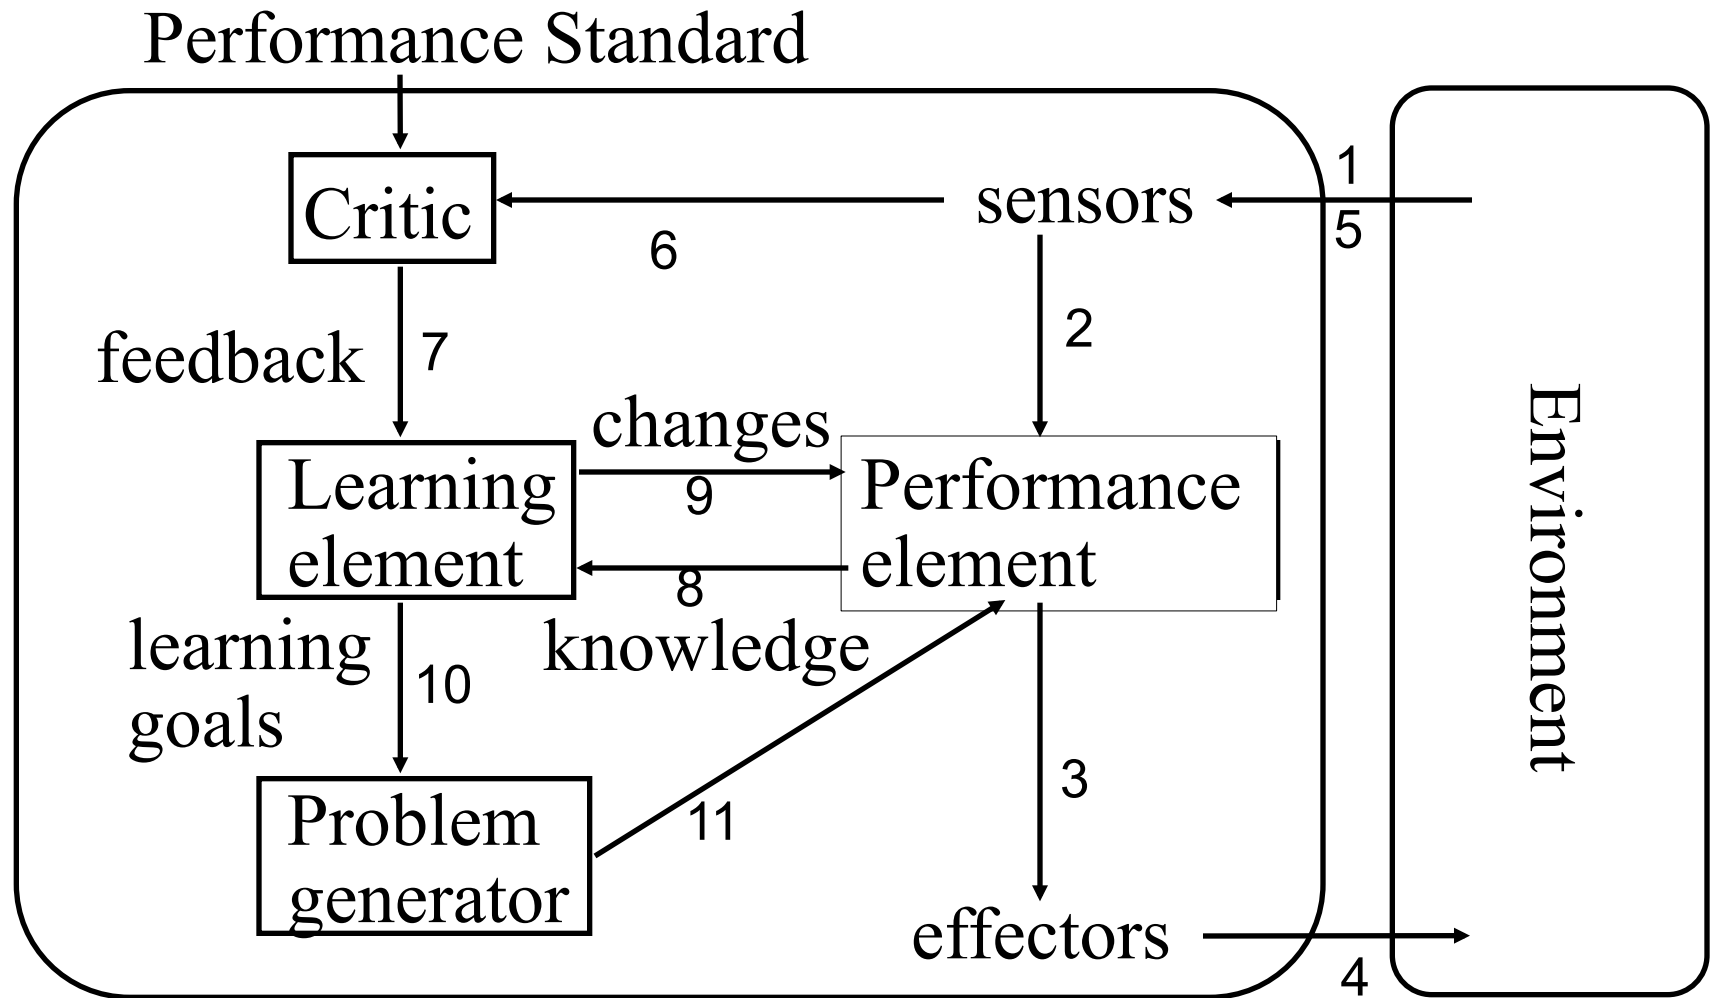 Performance Standard
1
Critic
sensors
5
6
2
feedback
7
changes
Learning
element
9
Performance
element
8
Environment
learning
goals
10
knowledge
3
11
Problem
generator
effectors
4